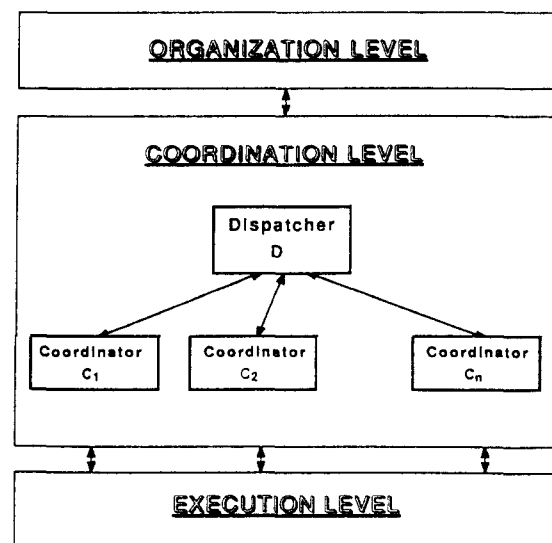 ORGANIZATION LEVEL
COORDINATION LEVEL
Dispatcher
D
Coordinator
C1
Coordinator
C2
Coordinator
Cn
EXECUTION LEVEL